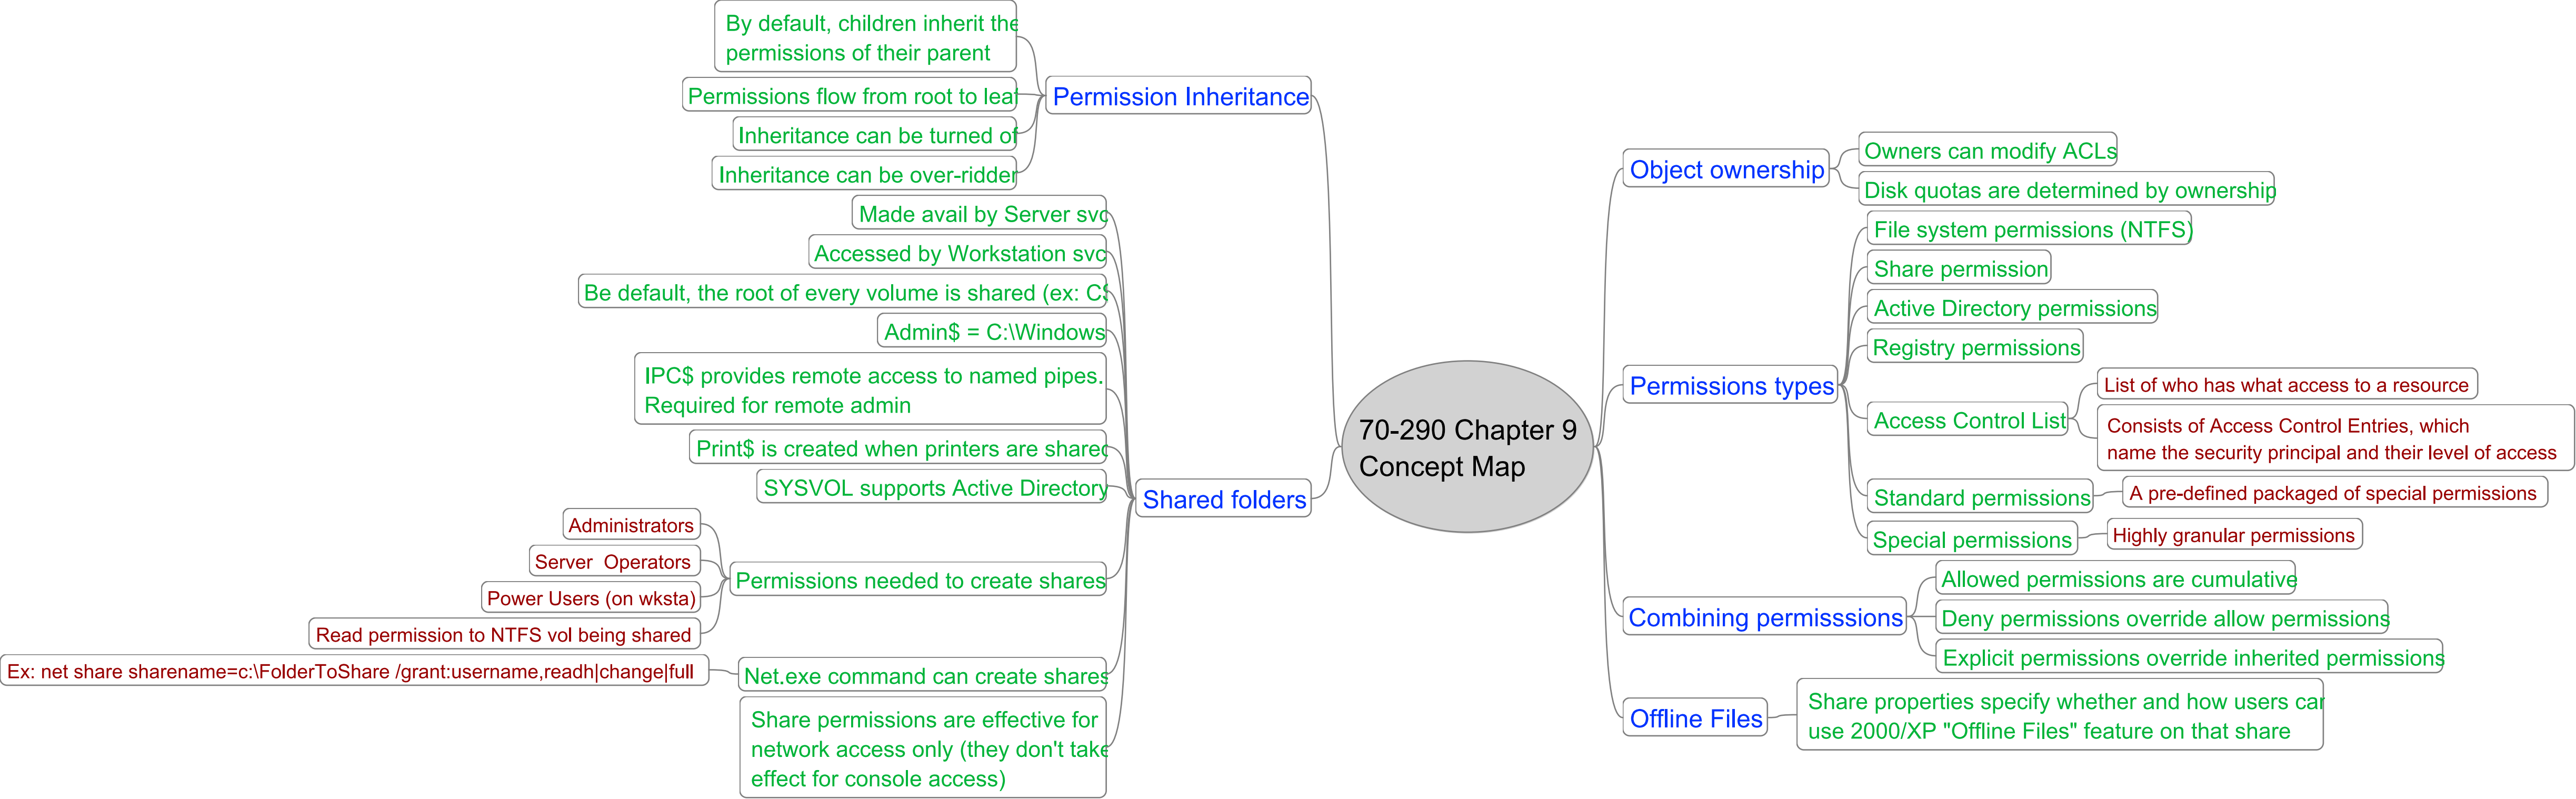 By default, children inherit the
permissions of their parent
Permissions flow from root to leaf
Inheritance can be turned of
Inheritance can be over-ridden
Permission Inheritance
Made avail by Server svc
Accessed by Workstation svc
Be default, the root of every volume is shared (ex: C$
Admin$ = C:\Windows
IPC$ provides remote access to named pipes.
Required for remote admin
Print$ is created when printers are shared
SYSVOL supports Active Directory
Shared folders
Administrators
Server  Operators
Power Users (on wksta)
Read permission to NTFS vol being shared
Permissions needed to create shares
Ex: net share sharename=c:\FolderToShare /grant:username,readh|change|full
Net.exe command can create shares
Share permissions are effective for
network access only (they don't take
effect for console access)
70-290 Chapter 9
Concept Map
Object ownership
Owners can modify ACLs
Disk quotas are determined by ownership
Permissions types
File system permissions (NTFS)
Share permission
Active Directory permissions
Registry permissions
Access Control List
List of who has what access to a resource
Consists of Access Control Entries, which
name the security principal and their level of access
Standard permissions
A pre-defined packaged of special permissions
Special permissions
Highly granular permissions
Combining permisssions
Allowed permissions are cumulative
Deny permissions override allow permissions
Explicit permissions override inherited permissions
Offline Files
Share properties specify whether and how users can
use 2000/XP "Offline Files" feature on that share